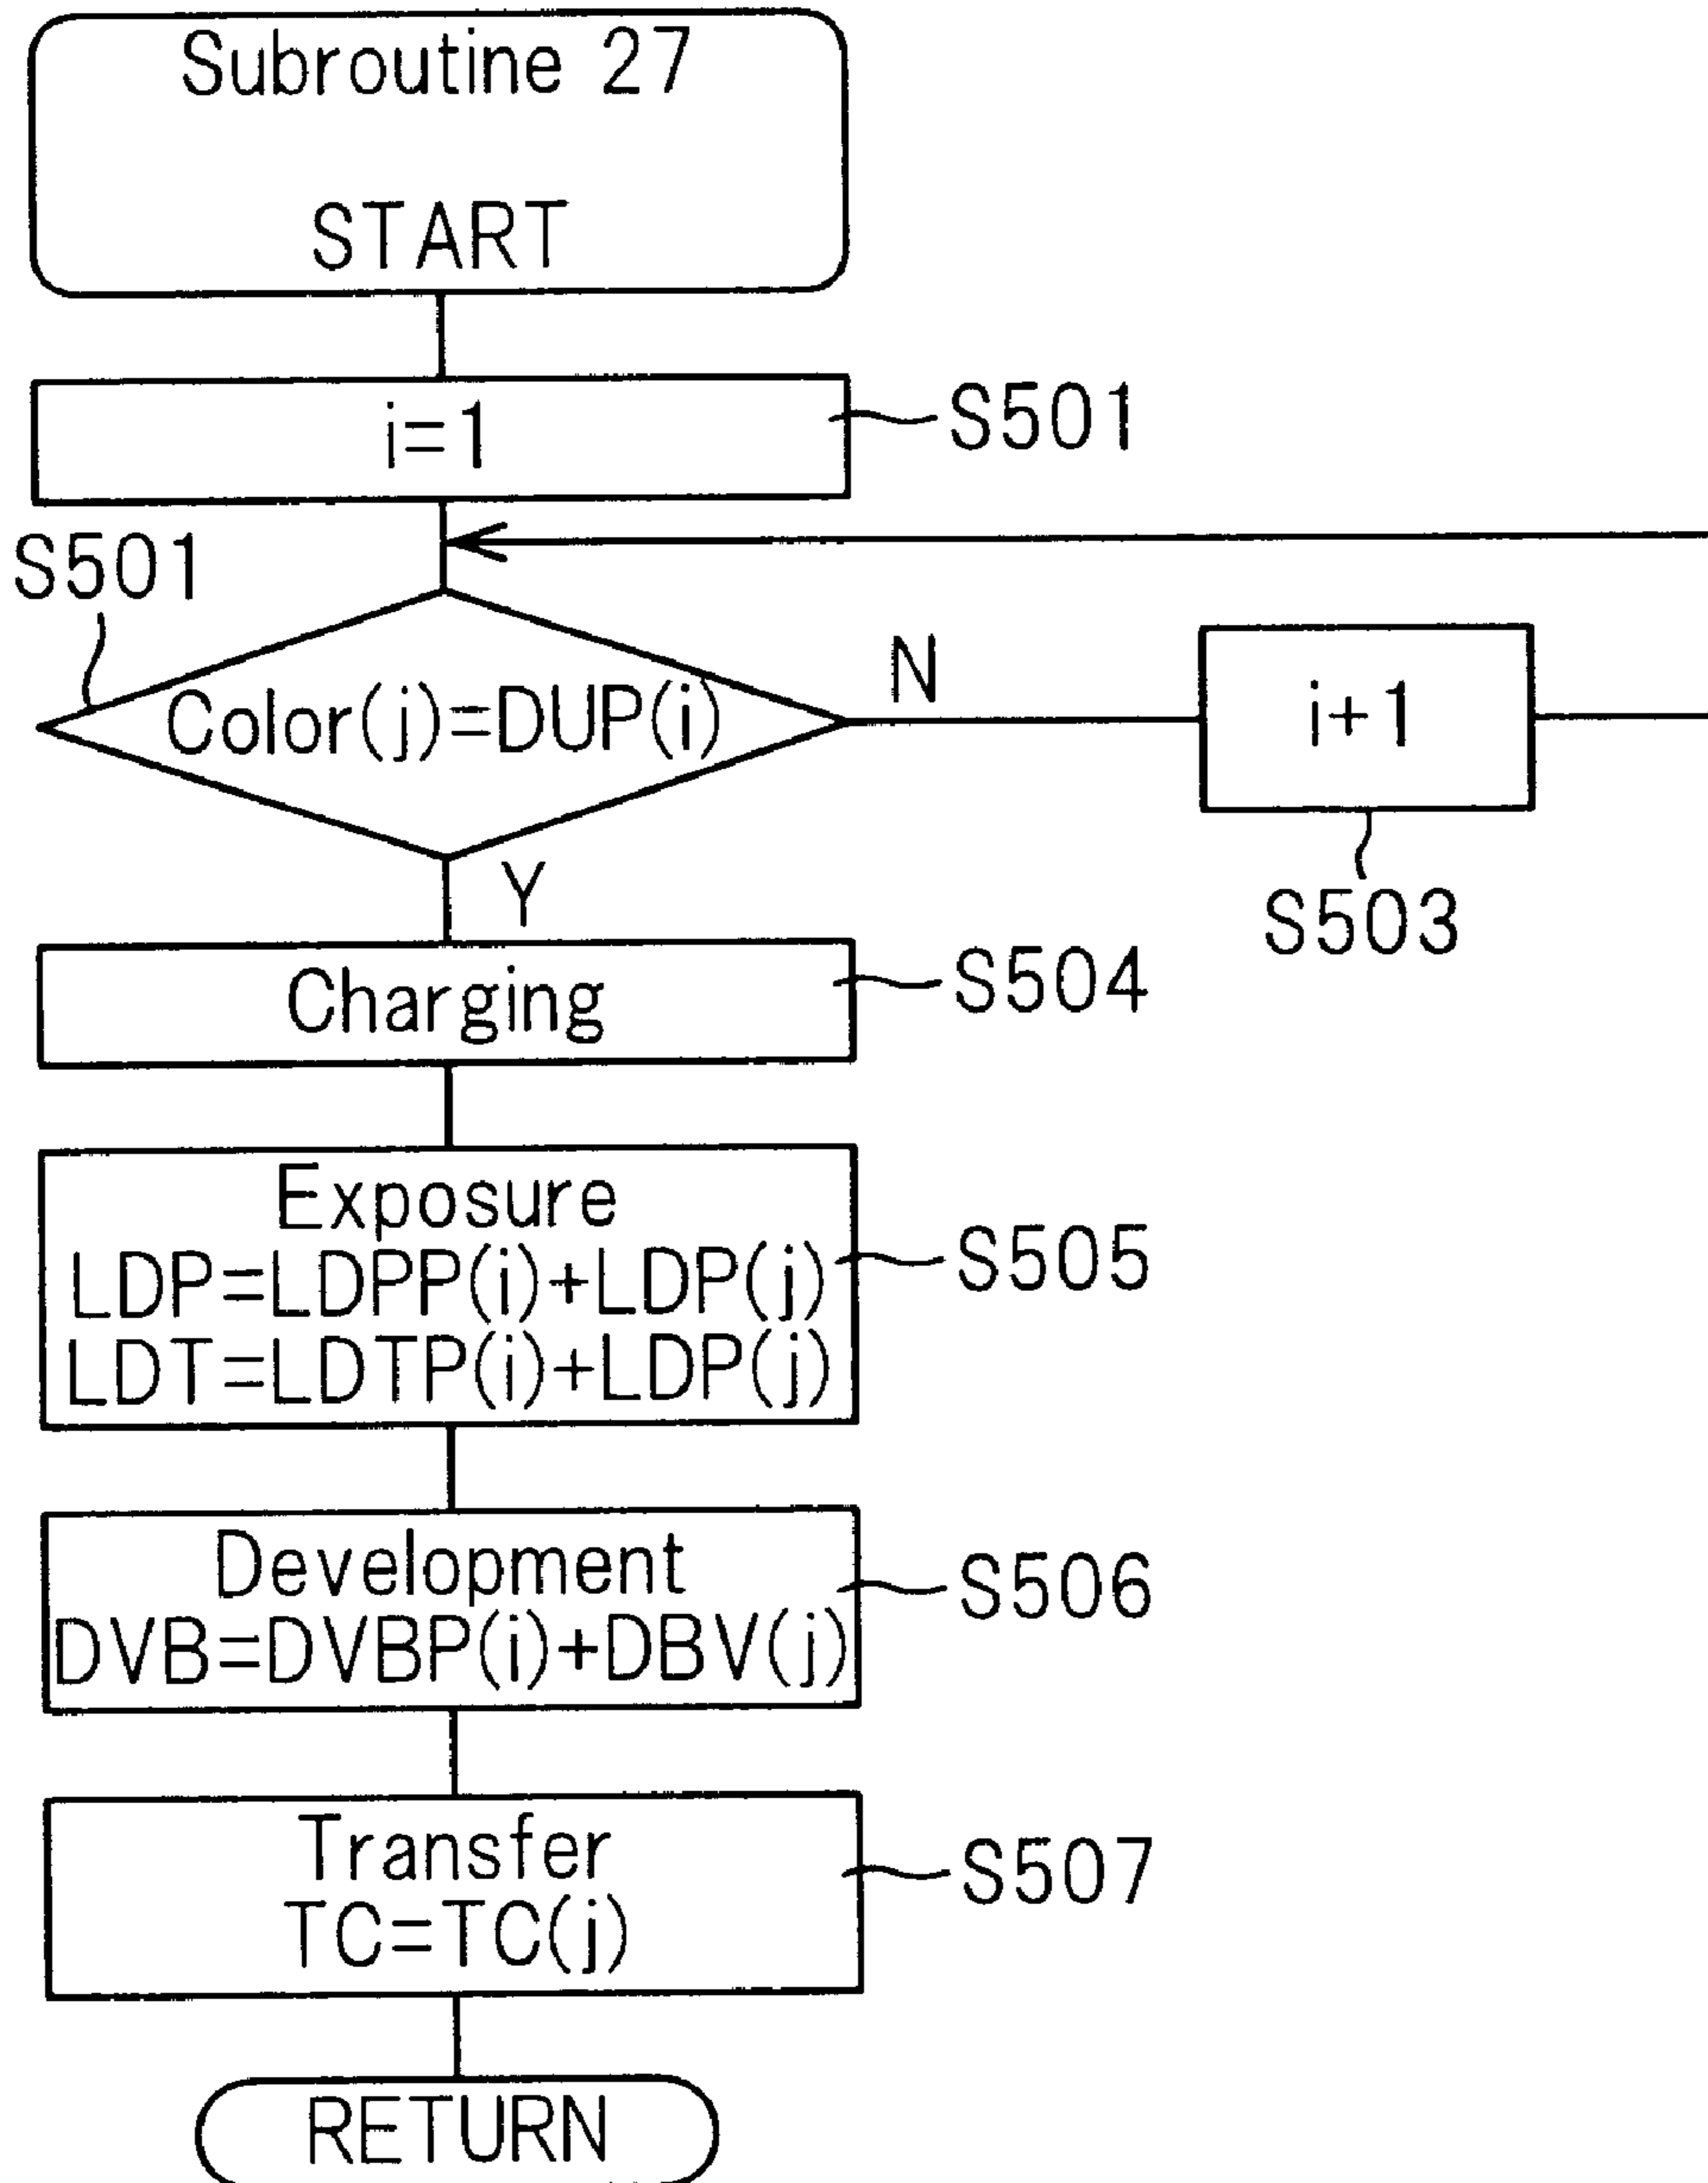 Subroutine 27
START
i=1
S501
S501
Color(j)=DUP(i)
N
i+1
S503
Y
Charging
S504
Exposure
LDP=LDPP(i)+LDP(j)
LDT=LDTP(i)+LDP(j)
S505
Development
DVB=DVBP(i)+DBV(j)
S506
Transfer
TC=TC(j)
S507
RETURN